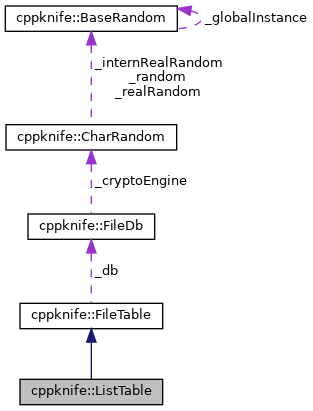 cppknife::BaseRandom
_globalInstance
_internRealRandom
_random
_realRandom
cppknife::CharRandom
_cryptoEngine
cppknife::FileDb
_db
cppknife::FileTable
cppknife::ListTable